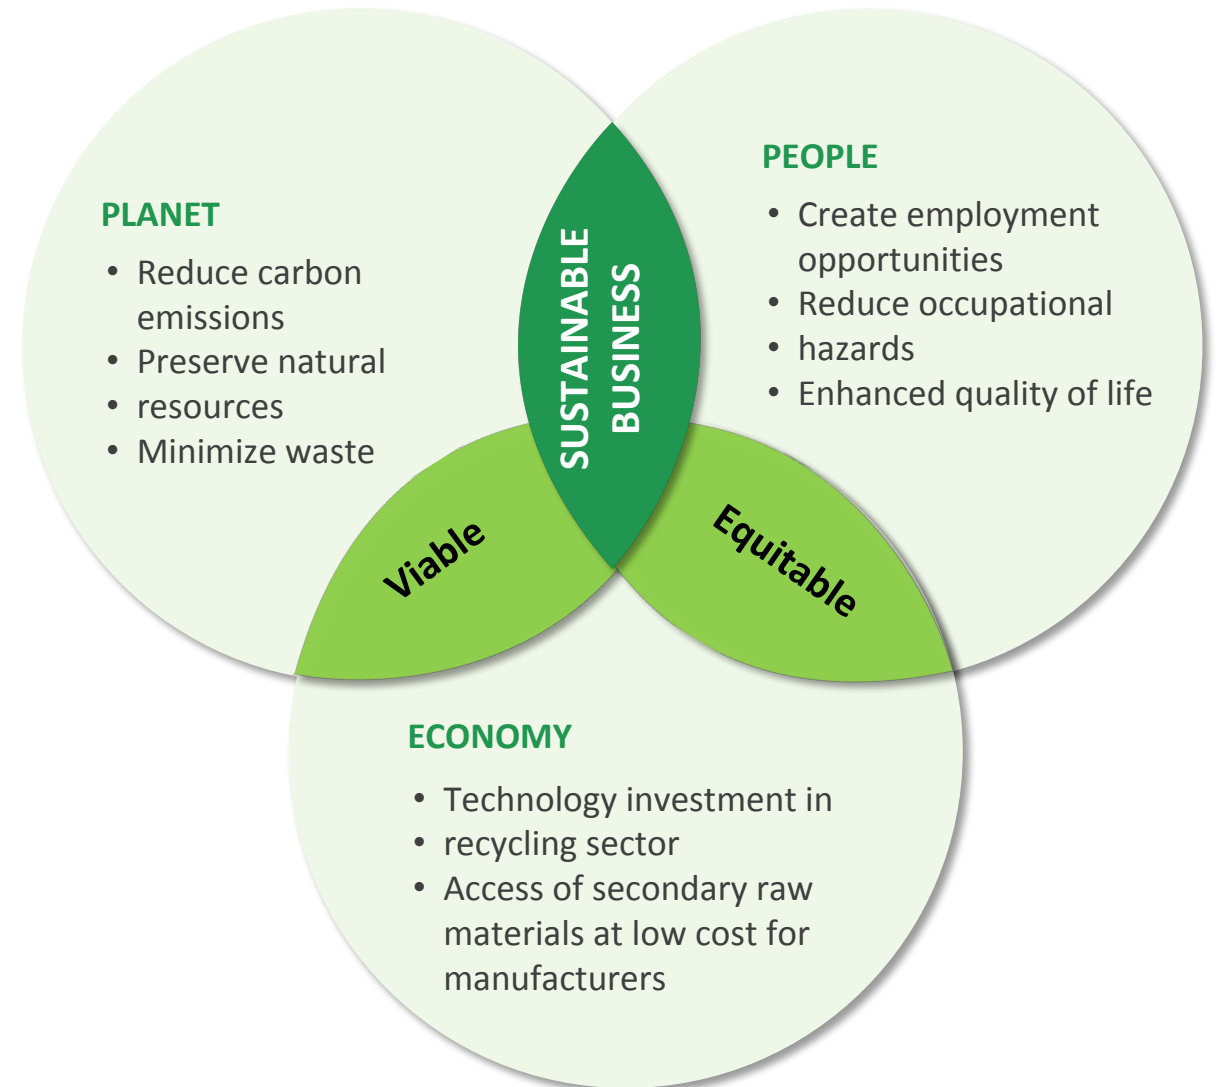 PLANET
• Reduce carbon
emissions
• Preserve natural
• resources
• Minimize waste
SUSTAINABLE
BUSINESS
PEOPLE
• Create employment
opportunities
• Reduce occupational
• hazards
• Enhanced quality of life
Viable
Equitable
ECONOMY
• Technology investment in
• recycling sector
• Access of secondary raw
materials at low cost for
manufacturers